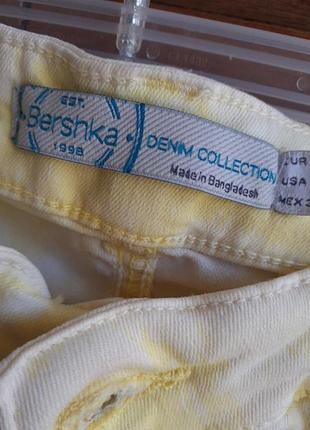 EST.
Bershka
1998
DENIM COLLECTION
Made in Bangladesh
EUR
USA
MEX